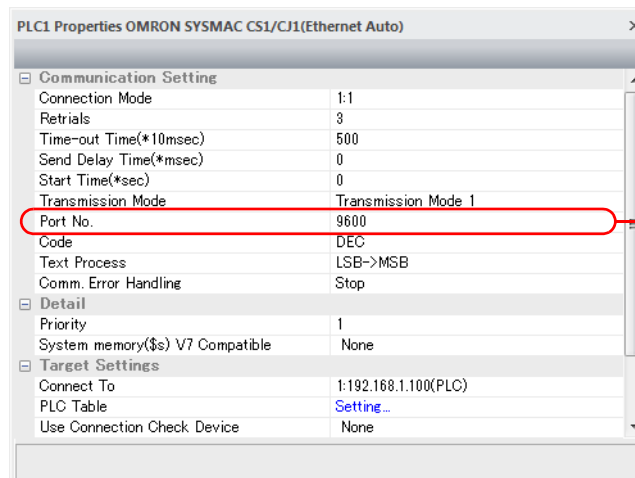 PLC1 Properties OMRON SYSMAC CS1/CJ1(Ethernet Auto)
Communication Setting
Connection Mode 1:1
Retrials 3
Time-out Time(*10msec) 500
Send Delay Time(*msec) 0
Start Time(*sec) 0
Transmission Mode Transmission Mode 1
Port No. 9600
Code DEC
Text Process LSB->MSB
Comm. Error Handling Stop
Detail
Priority 1
System memory($s) V7 Compatible None
Target Settings
Connect To 1:192.168.1.100(PLC)
PLC Table Setting...
Use Connection Check Device None